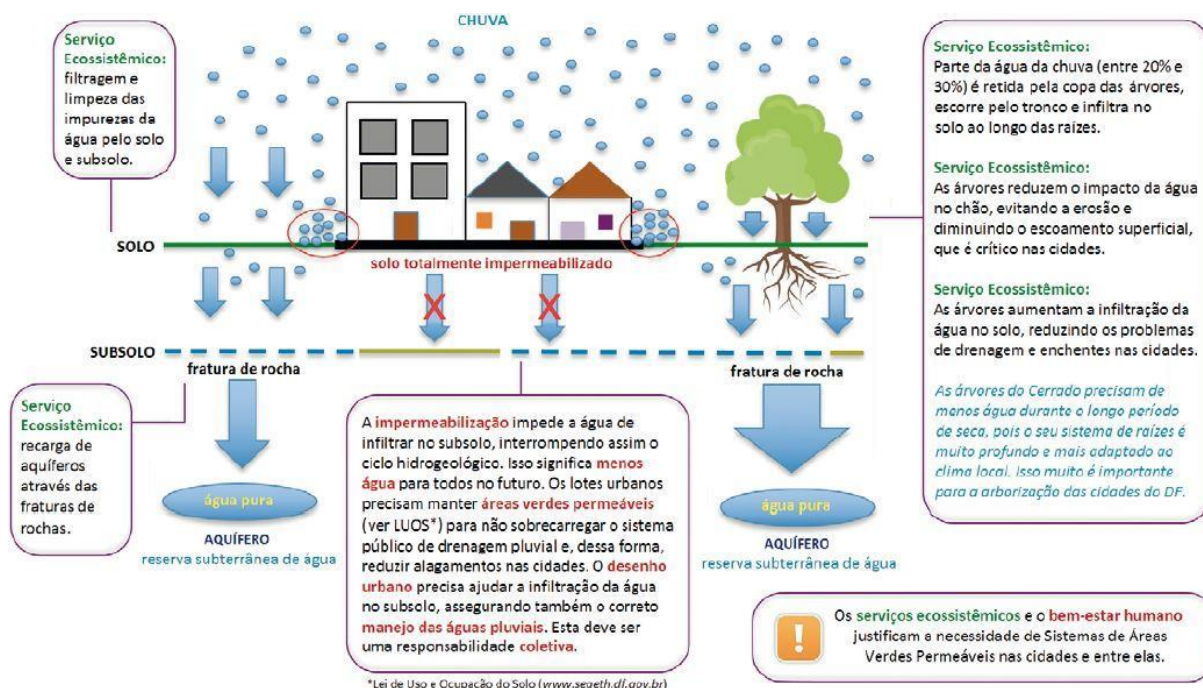 CHUVA
Serviço
Ecossistêmico:
filtragem e
limpeza das
impurezas da
água pelo solo
e subsolo.
SOLO
solo totalmente impermeabilizado
X
X
SUBSOLO
fratura de rocha
fratura de rocha
Serviço
Ecossistêmico:
recarga de
aquíferos
através das
fraturas de
rochas.
água pura
AQUÍFERO
reserva subterrânea de água
A impermeabilização impede a água de
infiltrar no subsolo, interrompendo assim o
ciclo hidrogeológico. Isso significa menos
água para todos no futuro. Os lotes urbanos
precisam manter áreas verdes permeáveis
(ver LUOS*) para não sobrecarregar o sistema
público de drenagem pluvial e, dessa forma,
reduzir alagamentos nas cidades. O desenho
urbano precisa ajudar a infiltração da água
no subsolo, assegurando também o correto
manejo das águas pluviais. Esta deve ser
uma responsabilidade coletiva.
*Lei de Uso e Ocupação do Solo (www.segeth.df.gov.br)
água pura
AQUÍFERO
reserva subterrânea de água
Serviço Ecossistêmico:
Parte da água da chuva (entre 20% e
30%) é retida pela copa das árvores,
escorre pelo tronco e infiltra no
solo ao longo das raízes.
Serviço Ecossistêmico:
As árvores reduzem o impacto da água
no chão, evitando a erosão e
diminuindo o escoamento superficial,
que é crítico nas cidades.
Serviço Ecossistêmico:
As árvores aumentam a infiltração da
água no solo, reduzindo os problemas
de drenagem e enchentes nas cidades.
As árvores do Cerrado precisam de
menos água durante o longo período
de seca, pois o seu sistema de raízes é
muito profundo e mais adaptado ao
clima local. Isso muito é importante
para a arborização das cidades do DF.
!
Os serviços ecossistêmicos e o bem-estar humano
justificam a necessidade de Sistemas de Áreas
Verdes Permeáveis nas cidades e entre elas.